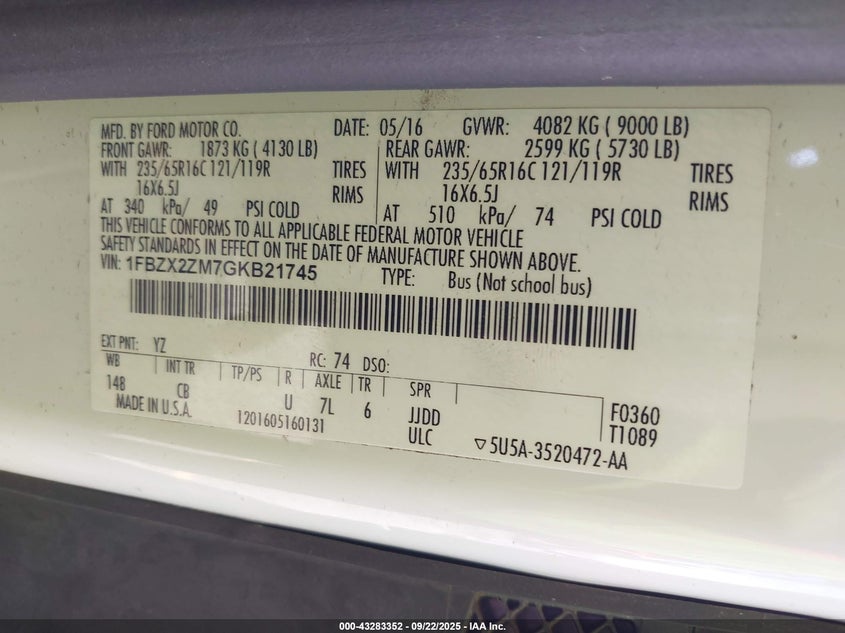 MFD. BY FORD MOTOR CO. DATE: 05/16 GVWR: 4082 KG ( 9000 LB)
FRONT GAWR: 1873 KG ( 4130 LB) REAR GAWR: 2599 KG ( 5730 LB)
WITH 235/65R16C 121/119R TIRES WITH 235/65R16C 121/119R TIRES
16X6.5J RIMS 16X6.5J RIMS
AT 340 kPa/ 49 PSI COLD AT 510 kPa/ 74 PSI COLD
THIS VEHICLE CONFORMS TO ALL APPLICABLE FEDERAL MOTOR VEHICLE
SAFETY STANDARDS IN EFFECT ON THE DATE OF MANUFACTURE SHOWN ABOVE.
VIN: 1FBZX2ZM7GKB21745 TYPE: Bus (Not school bus)
EXT PNT: YZ RC: 74 DSO:
WB INT TR TP/PS R AXLE TR SPR
148 CB U 7L 6 JJDD F0360
MADE IN U.S.A. 1201605160131 ULC T1089
▽5U5A-3520472-AA
000-43283352 - 09/22/2025 - IAA Inc.